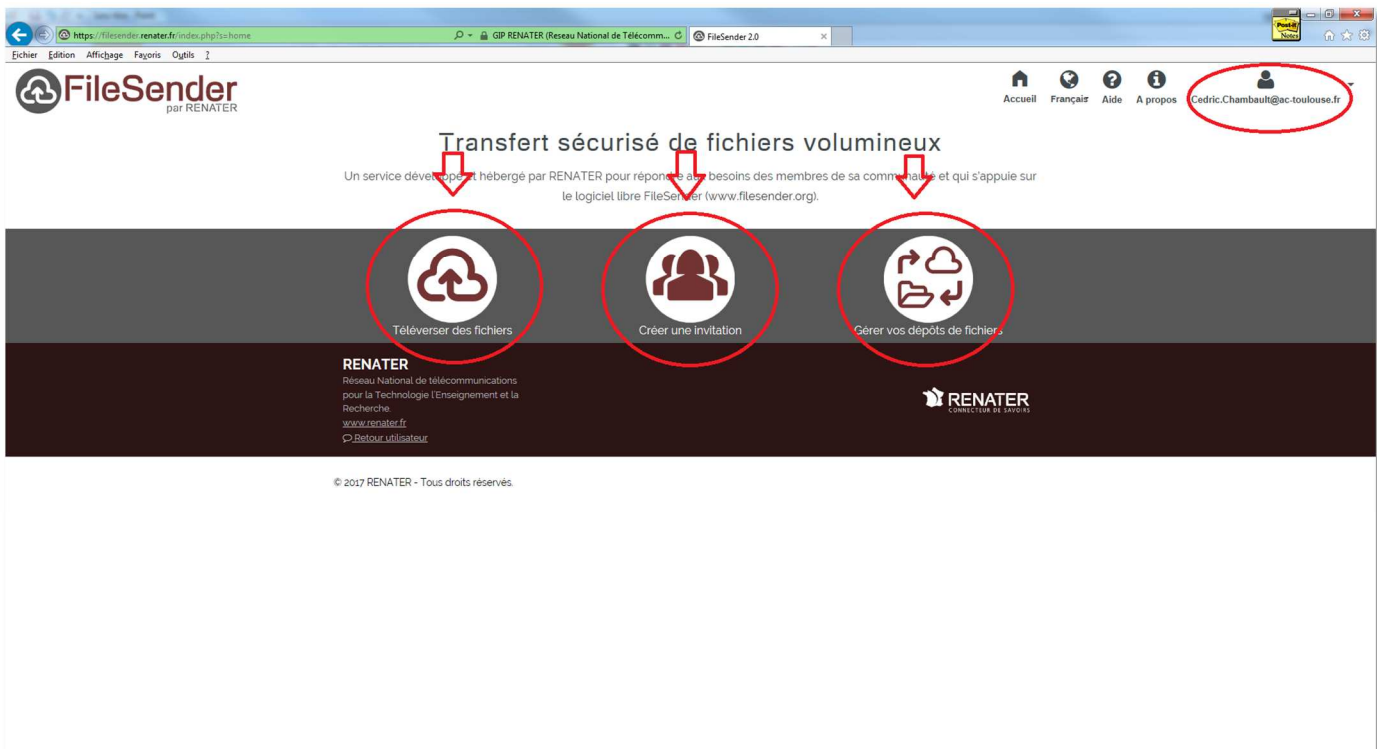 https://filesender.renater.fr/index.php?s=home
GIP RENATER (Reseau National de Télécomm...
FileSender 2.0
Post-it
Notes
Fichier Edition Affichage Favoris Outils ?
FileSender
par RENATER
Accueil Français Aide A propos Cedric.Chambault@ac-toulouse.fr
Transfert sécurisé de fichiers volumineux
Un service développé et hébergé par RENATER pour répondre aux besoins des membres de sa communauté et qui s'appuie sur
le logiciel libre FileSender (www.filesender.org).
Téléverser des fichiers Créer une invitation Gérer vos dépôts de fichiers
RENATER
Réseau National de télécommunications
pour la Technologie l'Enseignement et la
Recherche.
www.renater.fr
Retour utilisateur
RENATER
CONNECTEUR DE SAVOIRS
© 2017 RENATER - Tous droits réservés.